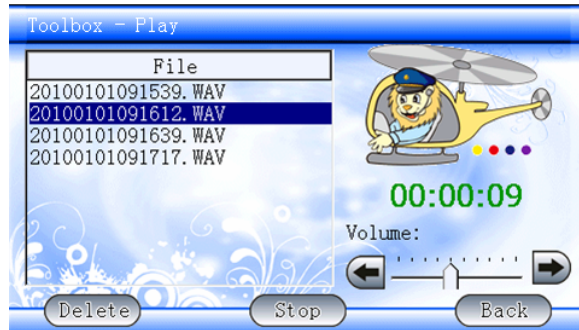 Toolbox - Play
File
20100101091539.WAV
20100101091612.WAV
20100101091639.WAV
20100101091717.WAV
00:00:09
Volume:
Delete
Stop
Back